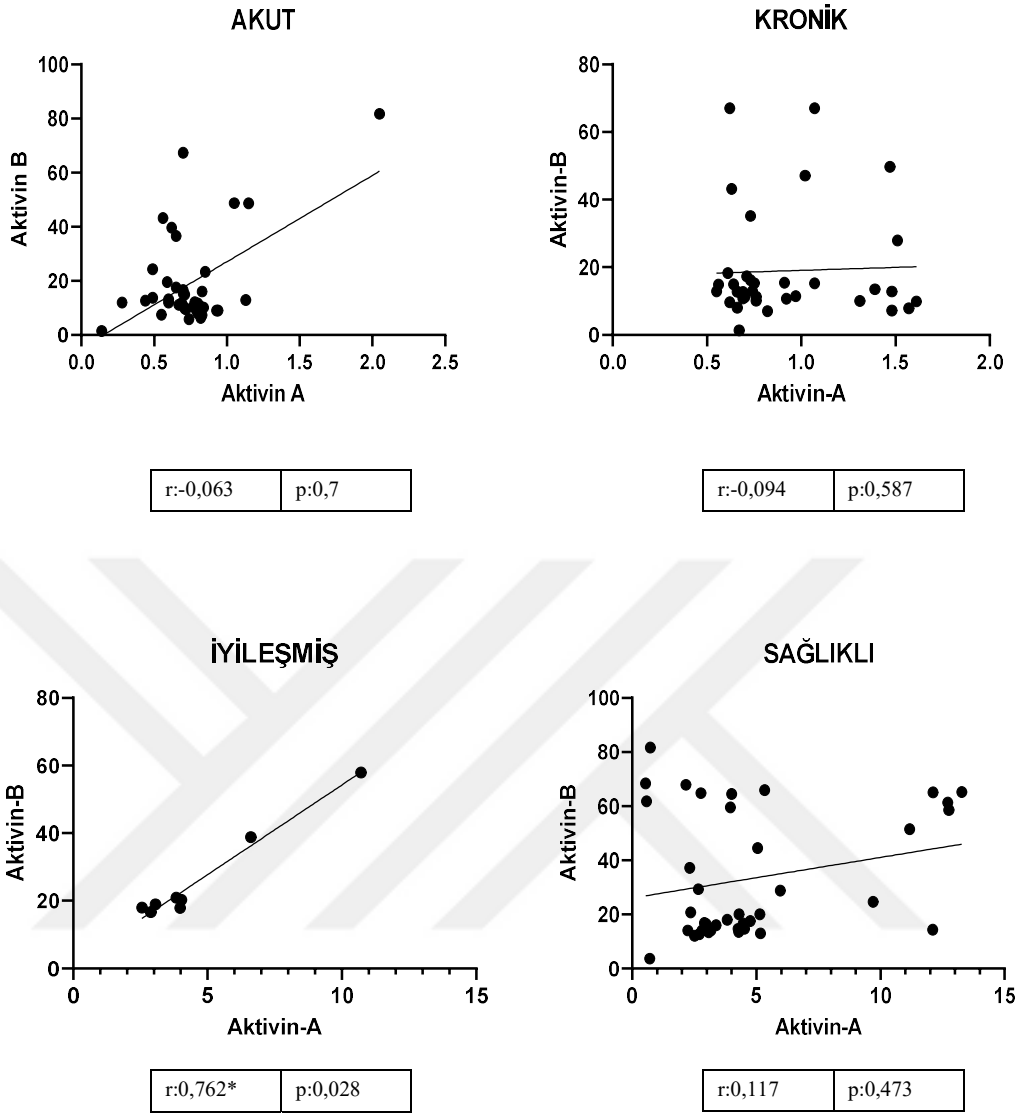 AKUT
100
80
60
40
20
0
Aktivin B
0.0 0.5 1.0 1.5 2.0 2.5
Aktivin A
r:-0,063 p:0,7
KRONİK
80
60
40
20
0
Aktivin-B
0.0 0.5 1.0 1.5 2.0
Aktivin-A
r:-0,094 p:0,587
İYİLEŞMİŞ
80
60
40
20
0
Aktivin-B
0 5 10 15
Aktivin-A
r:0,762* p:0,028
SAĞLIKLI
100
80
60
40
20
0
Aktivin-B
0 5 10 15
Aktivin-A
r:0,117 p:0,473